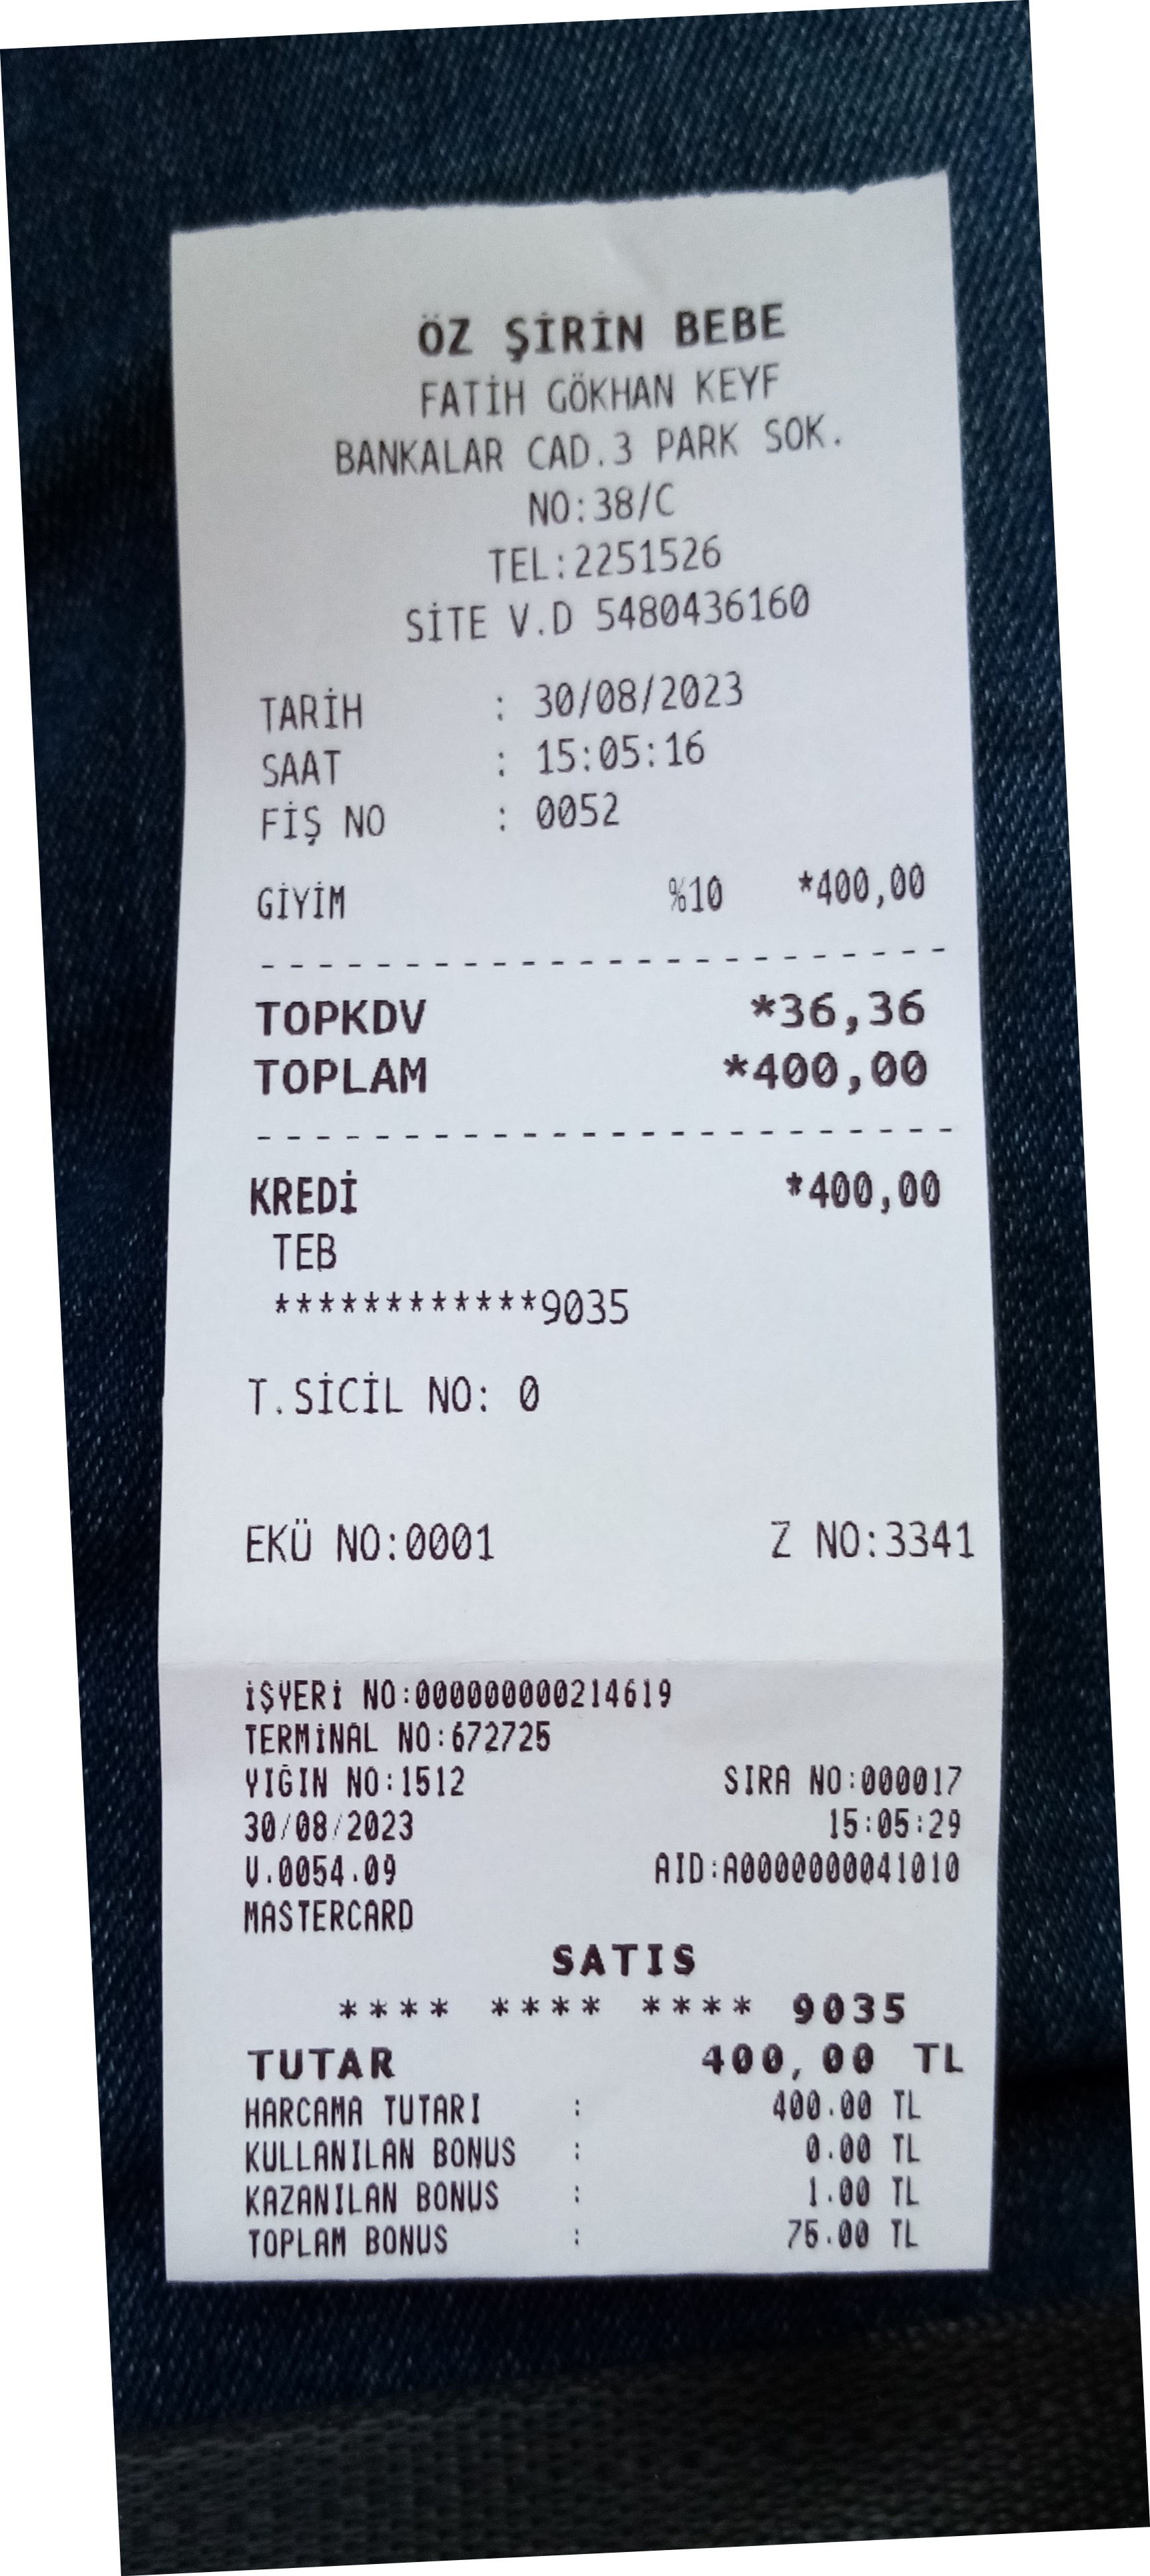 ÖZ ŞİRİN BEBE
FATİH GÖKHAN KEYF
BANKALAR CAD.3 PARK SOK.
NO:38/C
TEL:2251526
SİTE V.D 5480436160
TARİH : 30/08/2023
SAAT : 15:05:16
FİŞ NO : 0052
GİYİM %10 *400,00
------------------------
TOPKDV *36,36
TOPLAM *400,00
------------------------
KREDİ *400,00
TEB
************9035
T.SİCİL NO: 0
EKÜ NO:0001 Z NO:3341
İŞYERİ NO:000000000214619
TERMİNAL NO:672725
YIĞIN NO:1512 SIRA NO:000017
30/08/2023 15:05:29
V.0054.09 AID:A0000000041010
MASTERCARD
SATIS
**** **** **** 9035
TUTAR 400,00 TL
HARCAMA TUTARI : 400.00 TL
KULLANILAN BONUS : 0.00 TL
KAZANILAN BONUS : 1.00 TL
TOPLAM BONUS : 75.00 TL